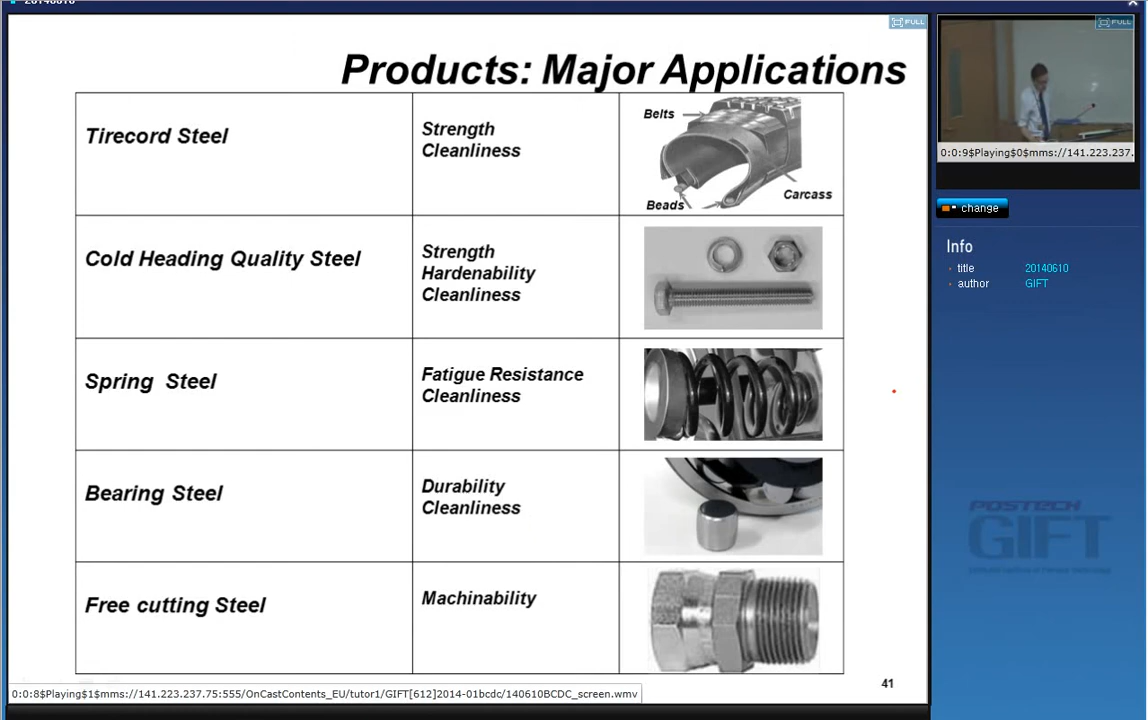 20140610
FULL
Products: Major Applications
Tirecord Steel
Strength
Cleanliness
Belts
Carcass
Beads
Cold Heading Quality Steel
Strength
Hardenability
Cleanliness
Spring Steel
Fatigue Resistance
Cleanliness
Bearing Steel
Durability
Cleanliness
Free cutting Steel
Machinability
41
0:0:8$Playing$1$mms://141.223.237.75:555/OnCastContents_EU/tutor1/GIFT[612]2014-01bcdc/140610BCDC_screen.wmv
FULL
0:0:9$Playing$0$mms://141.223.237.
change
Info
title 20140610
author GIFT
POSTECH
GIFT